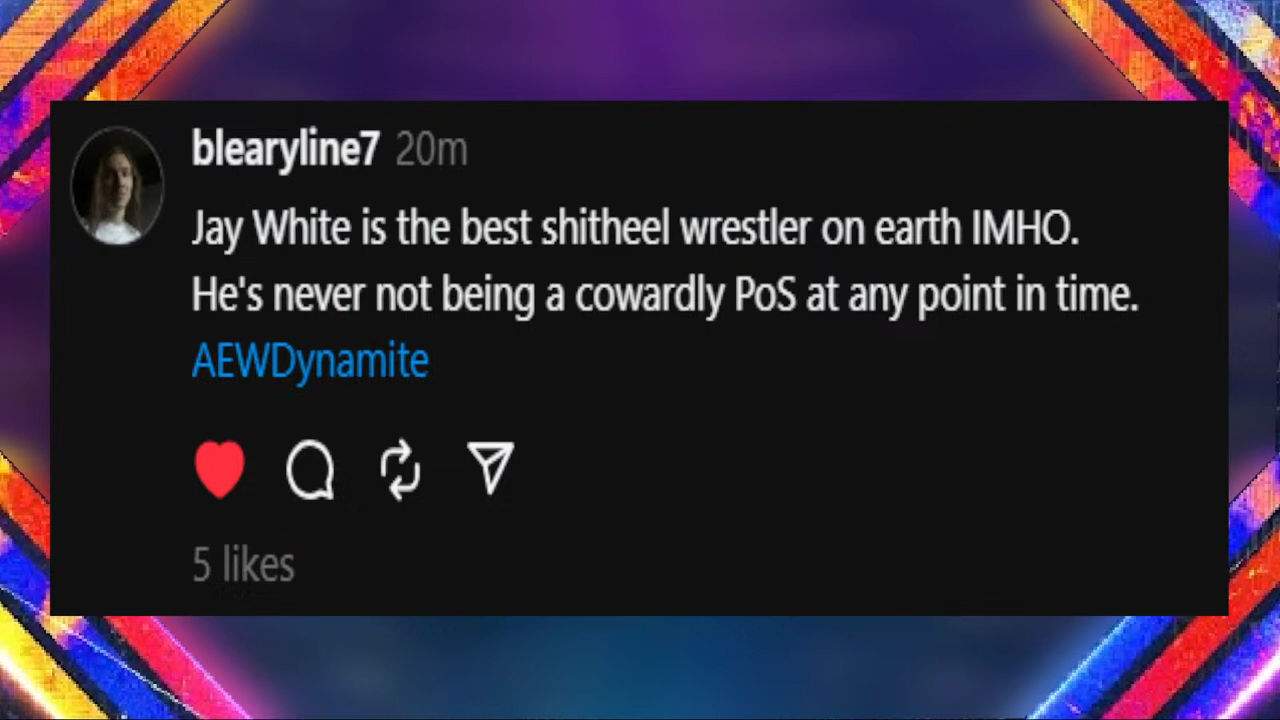 blearyline7 20m
Jay White is the best shitheel wrestler on earth IMHO.
He's never not being a cowardly PoS at any point in time.
AEWDynamite
5 likes